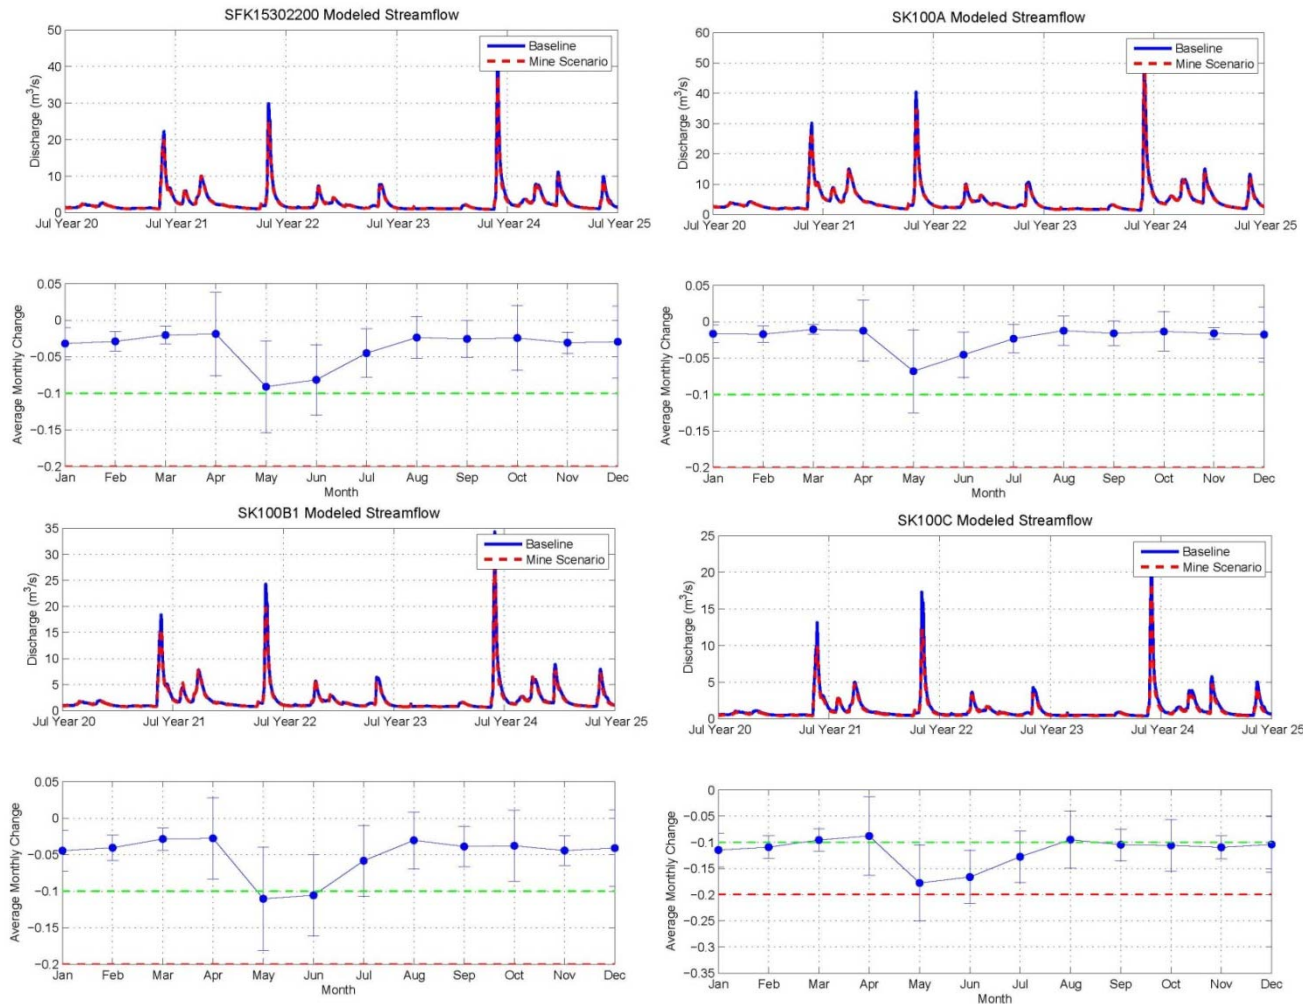 SFK15302200 Modeled Streamflow
Discharge (m³/s)
50
40
30
20
10
0
Baseline
Mine Scenario
Jul Year 20 Jul Year 21 Jul Year 22 Jul Year 23 Jul Year 24 Jul Year 25
Average Monthly Change
0.05
0
−0.05
−0.1
−0.15
−0.2
Jan Feb Mar Apr May Jun Jul Aug Sep Oct Nov Dec
Month
SK100A Modeled Streamflow
Discharge (m³/s)
60
50
40
30
20
10
0
Baseline
Mine Scenario
Jul Year 20 Jul Year 21 Jul Year 22 Jul Year 23 Jul Year 24 Jul Year 25
Average Monthly Change
0.05
0
−0.05
−0.1
−0.15
−0.2
Jan Feb Mar Apr May Jun Jul Aug Sep Oct Nov Dec
Month
SK100B1 Modeled Streamflow
Discharge (m³/s)
35
30
25
20
15
10
5
0
Baseline
Mine Scenario
Jul Year 20 Jul Year 21 Jul Year 22 Jul Year 23 Jul Year 24 Jul Year 25
Average Monthly Change
0.05
0
−0.05
−0.1
−0.15
−0.2
Jan Feb Mar Apr May Jun Jul Aug Sep Oct Nov Dec
Month
SK100C Modeled Streamflow
Discharge (m³/s)
25
20
15
10
5
0
Baseline
Mine Scenario
Jul Year 20 Jul Year 21 Jul Year 22 Jul Year 23 Jul Year 24 Jul Year 25
Average Monthly Change
0
−0.05
−0.1
−0.15
−0.2
−0.25
−0.3
−0.35
Jan Feb Mar Apr May Jun Jul Aug Sep Oct Nov Dec
Month